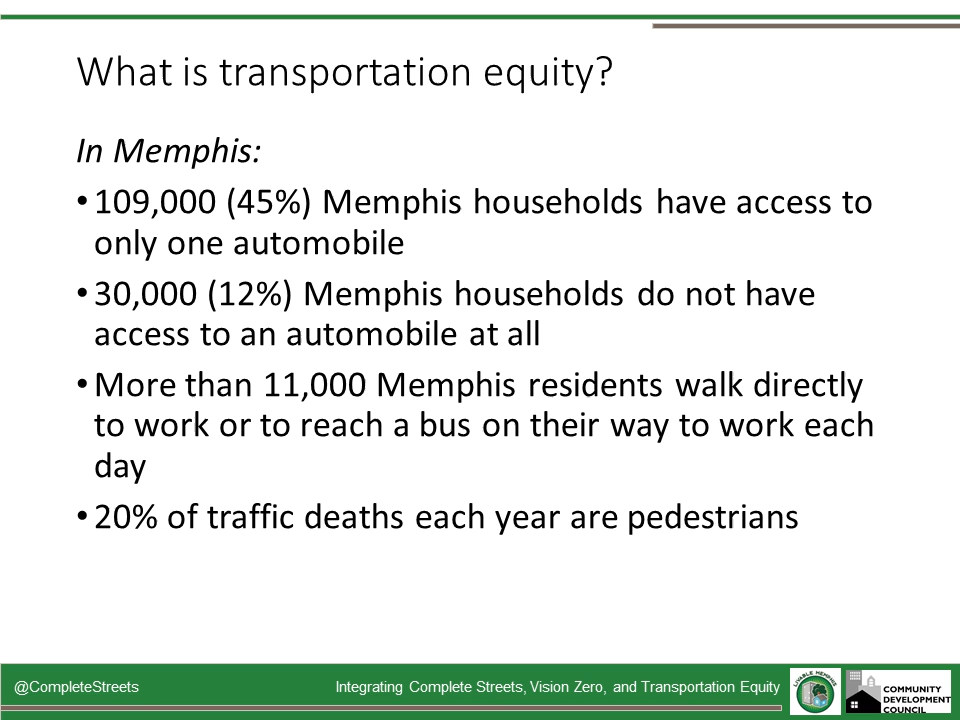 What is transportation equity?
In Memphis:
• 109,000 (45%) Memphis households have access to
only one automobile
• 30,000 (12%) Memphis households do not have
access to an automobile at all
• More than 11,000 Memphis residents walk directly
to work or to reach a bus on their way to work each
day
• 20% of traffic deaths each year are pedestrians
@CompleteStreets
Integrating Complete Streets, Vision Zero, and Transportation Equity
LIVABLE MEMPHIS
COMMUNITY
DEVELOPMENT
COUNCIL